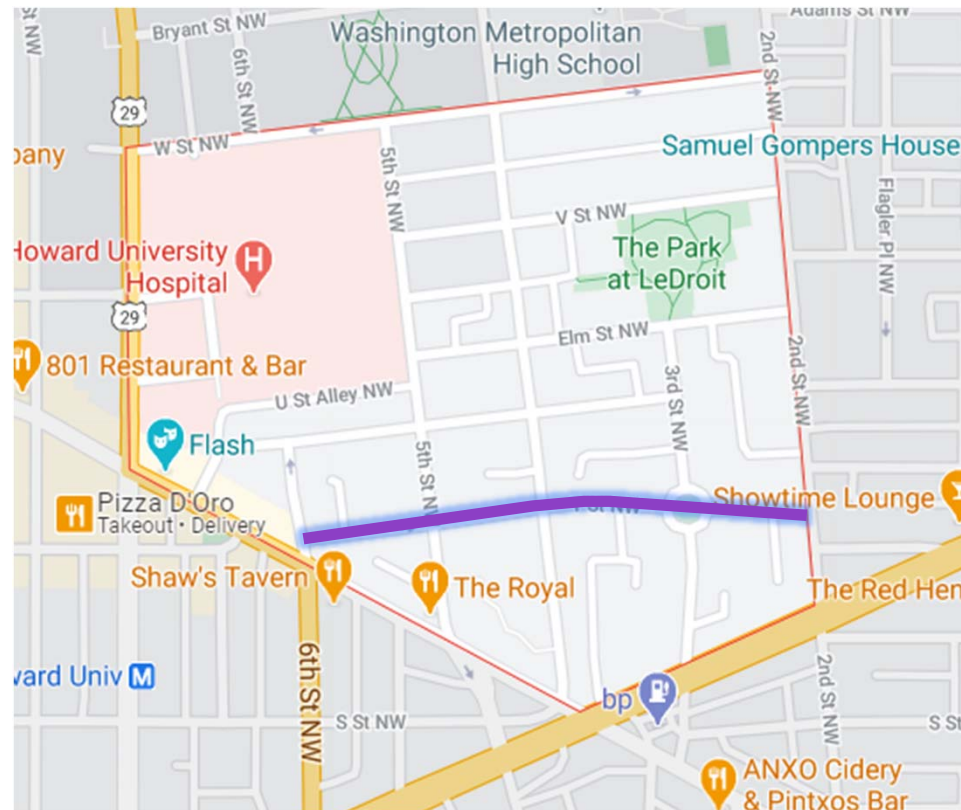 Adams St NW
Bryant St NW
6th St NW
Washington Metropolitan
High School
2nd St NW
29
W St NW
pany
5th St NW
Samuel Gompers House
Flagler Pl NW
V St NW
The Park
at LeDroit
Howard University
Hospital
H
29
Elm St NW
801 Restaurant & Bar
2nd St NW
3rd St NW
U St Alley NW
Flash
5th St N
Pizza D'Oro
Takeout • Delivery
Showtime Lounge
Shaw's Tavern
The Royal
The Red Hen
6th St NW
vard Univ M
2nd St NW
bp
S St NW
S St
ANXO Cidery
& Pintxos Bar